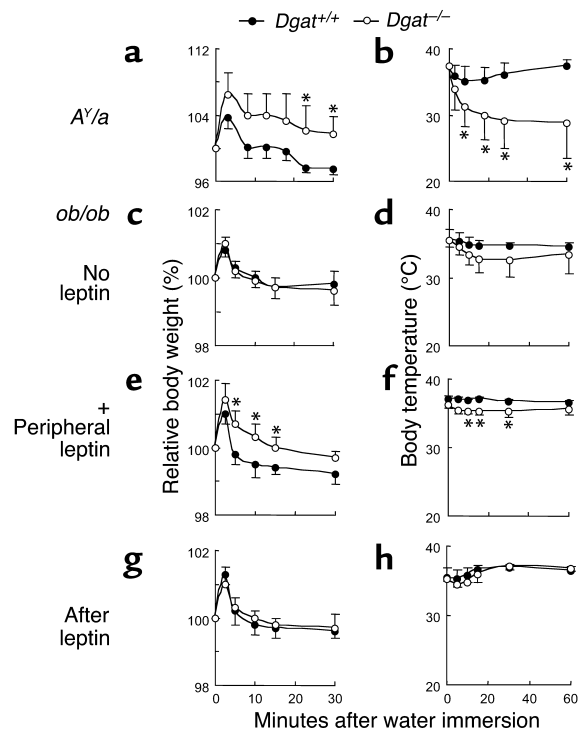 Dgat+/+ Dgat−/−
a
b
Aʸ/a
112
104
96
40
30
20
*
*
*
*
*
*
ob/ob
c
d
No
leptin
102
100
98
40
30
20
e
f
+
Peripheral
leptin
102
100
98
40
30
20
*
*
*
*
*
*
g
h
After
leptin
102
100
98
40
30
20
Relative body weight (%)
Body temperature (°C)
0 10 20 30
0 20 40 60
Minutes after water immersion